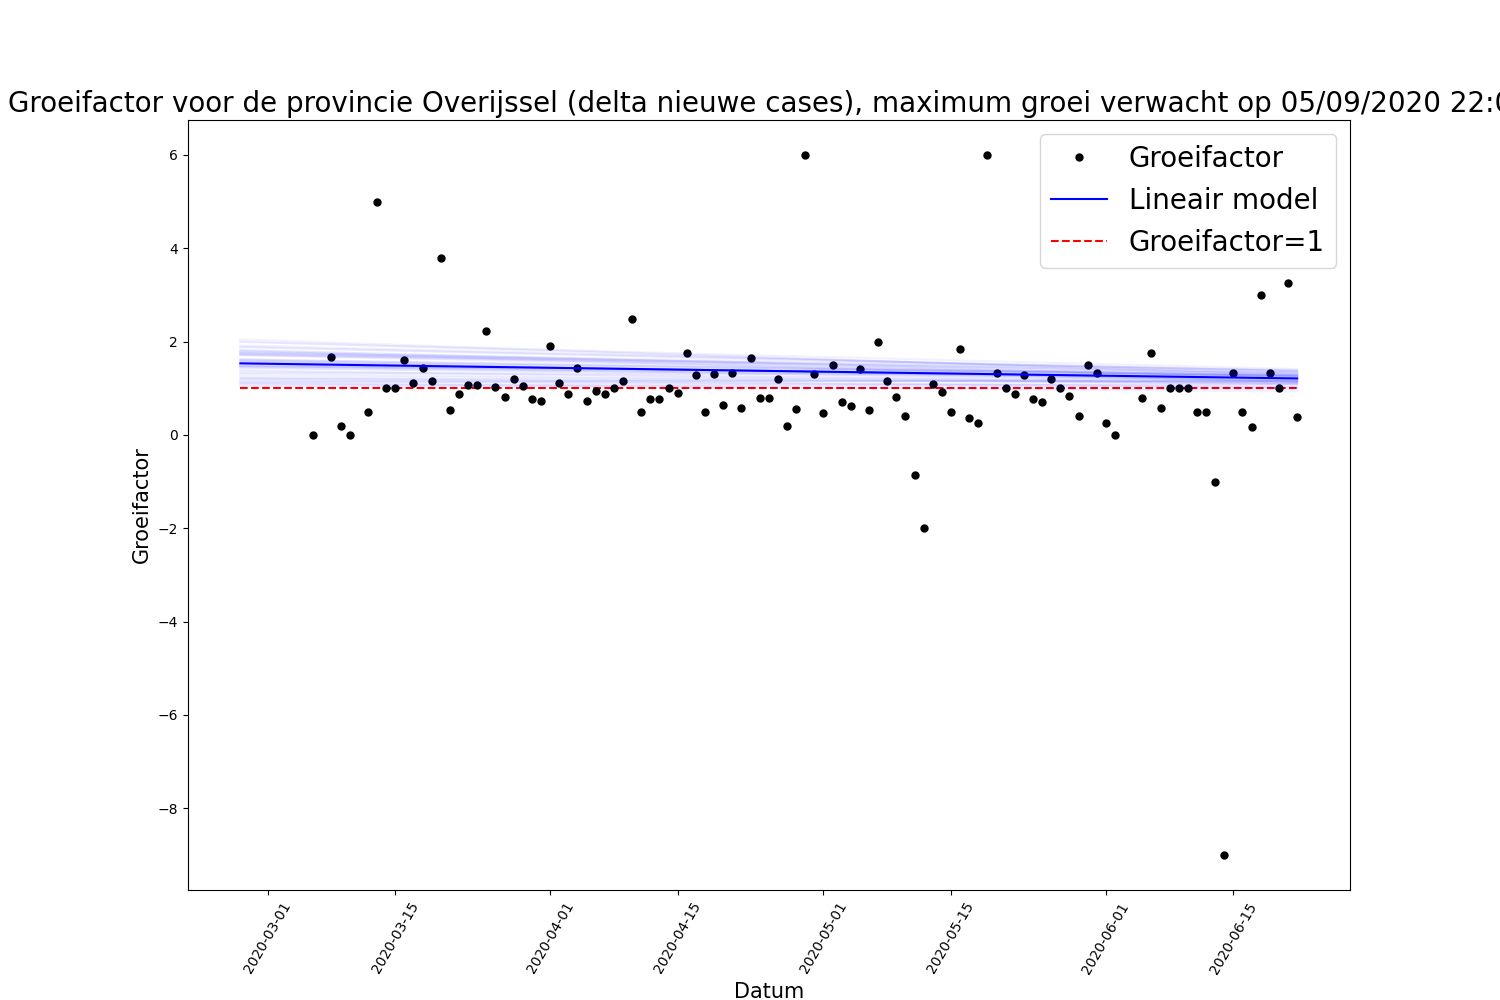 Groeifactor voor de provincie Overijssel (delta nieuwe cases), maximum groei verwacht op 05/09/2020 22:0
Groeifactor
Lineair model
Groeifactor=1
6
4
2
0
−2
−4
−6
−8
Groeifactor
2020-03-01
2020-03-15
2020-04-01
2020-04-15
2020-05-01
2020-05-15
2020-06-01
2020-06-15
Datum